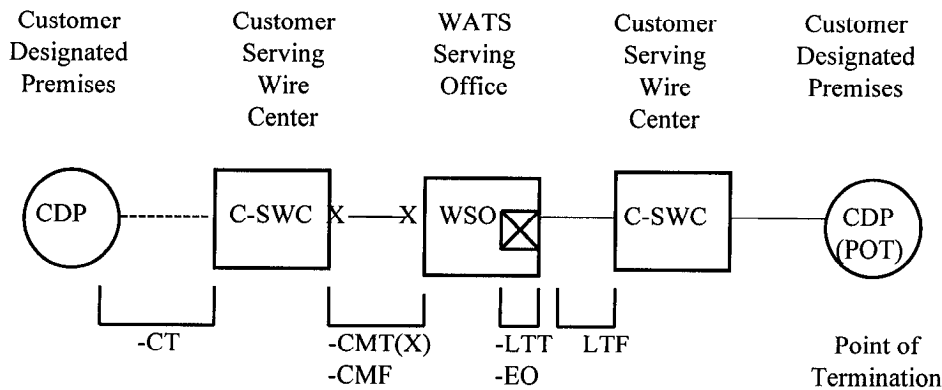 Customer
Designated
Premises
Customer
Serving
Wire
Center
WATS
Serving
Office
Customer
Serving
Wire
Center
Customer
Designated
Premises
CDP
C-SWC
X
X
WSO
C-SWC
CDP
(POT)
-CT
-CMT(X)
-CMF
-LTT
-EO
LTF
Point of
Termination